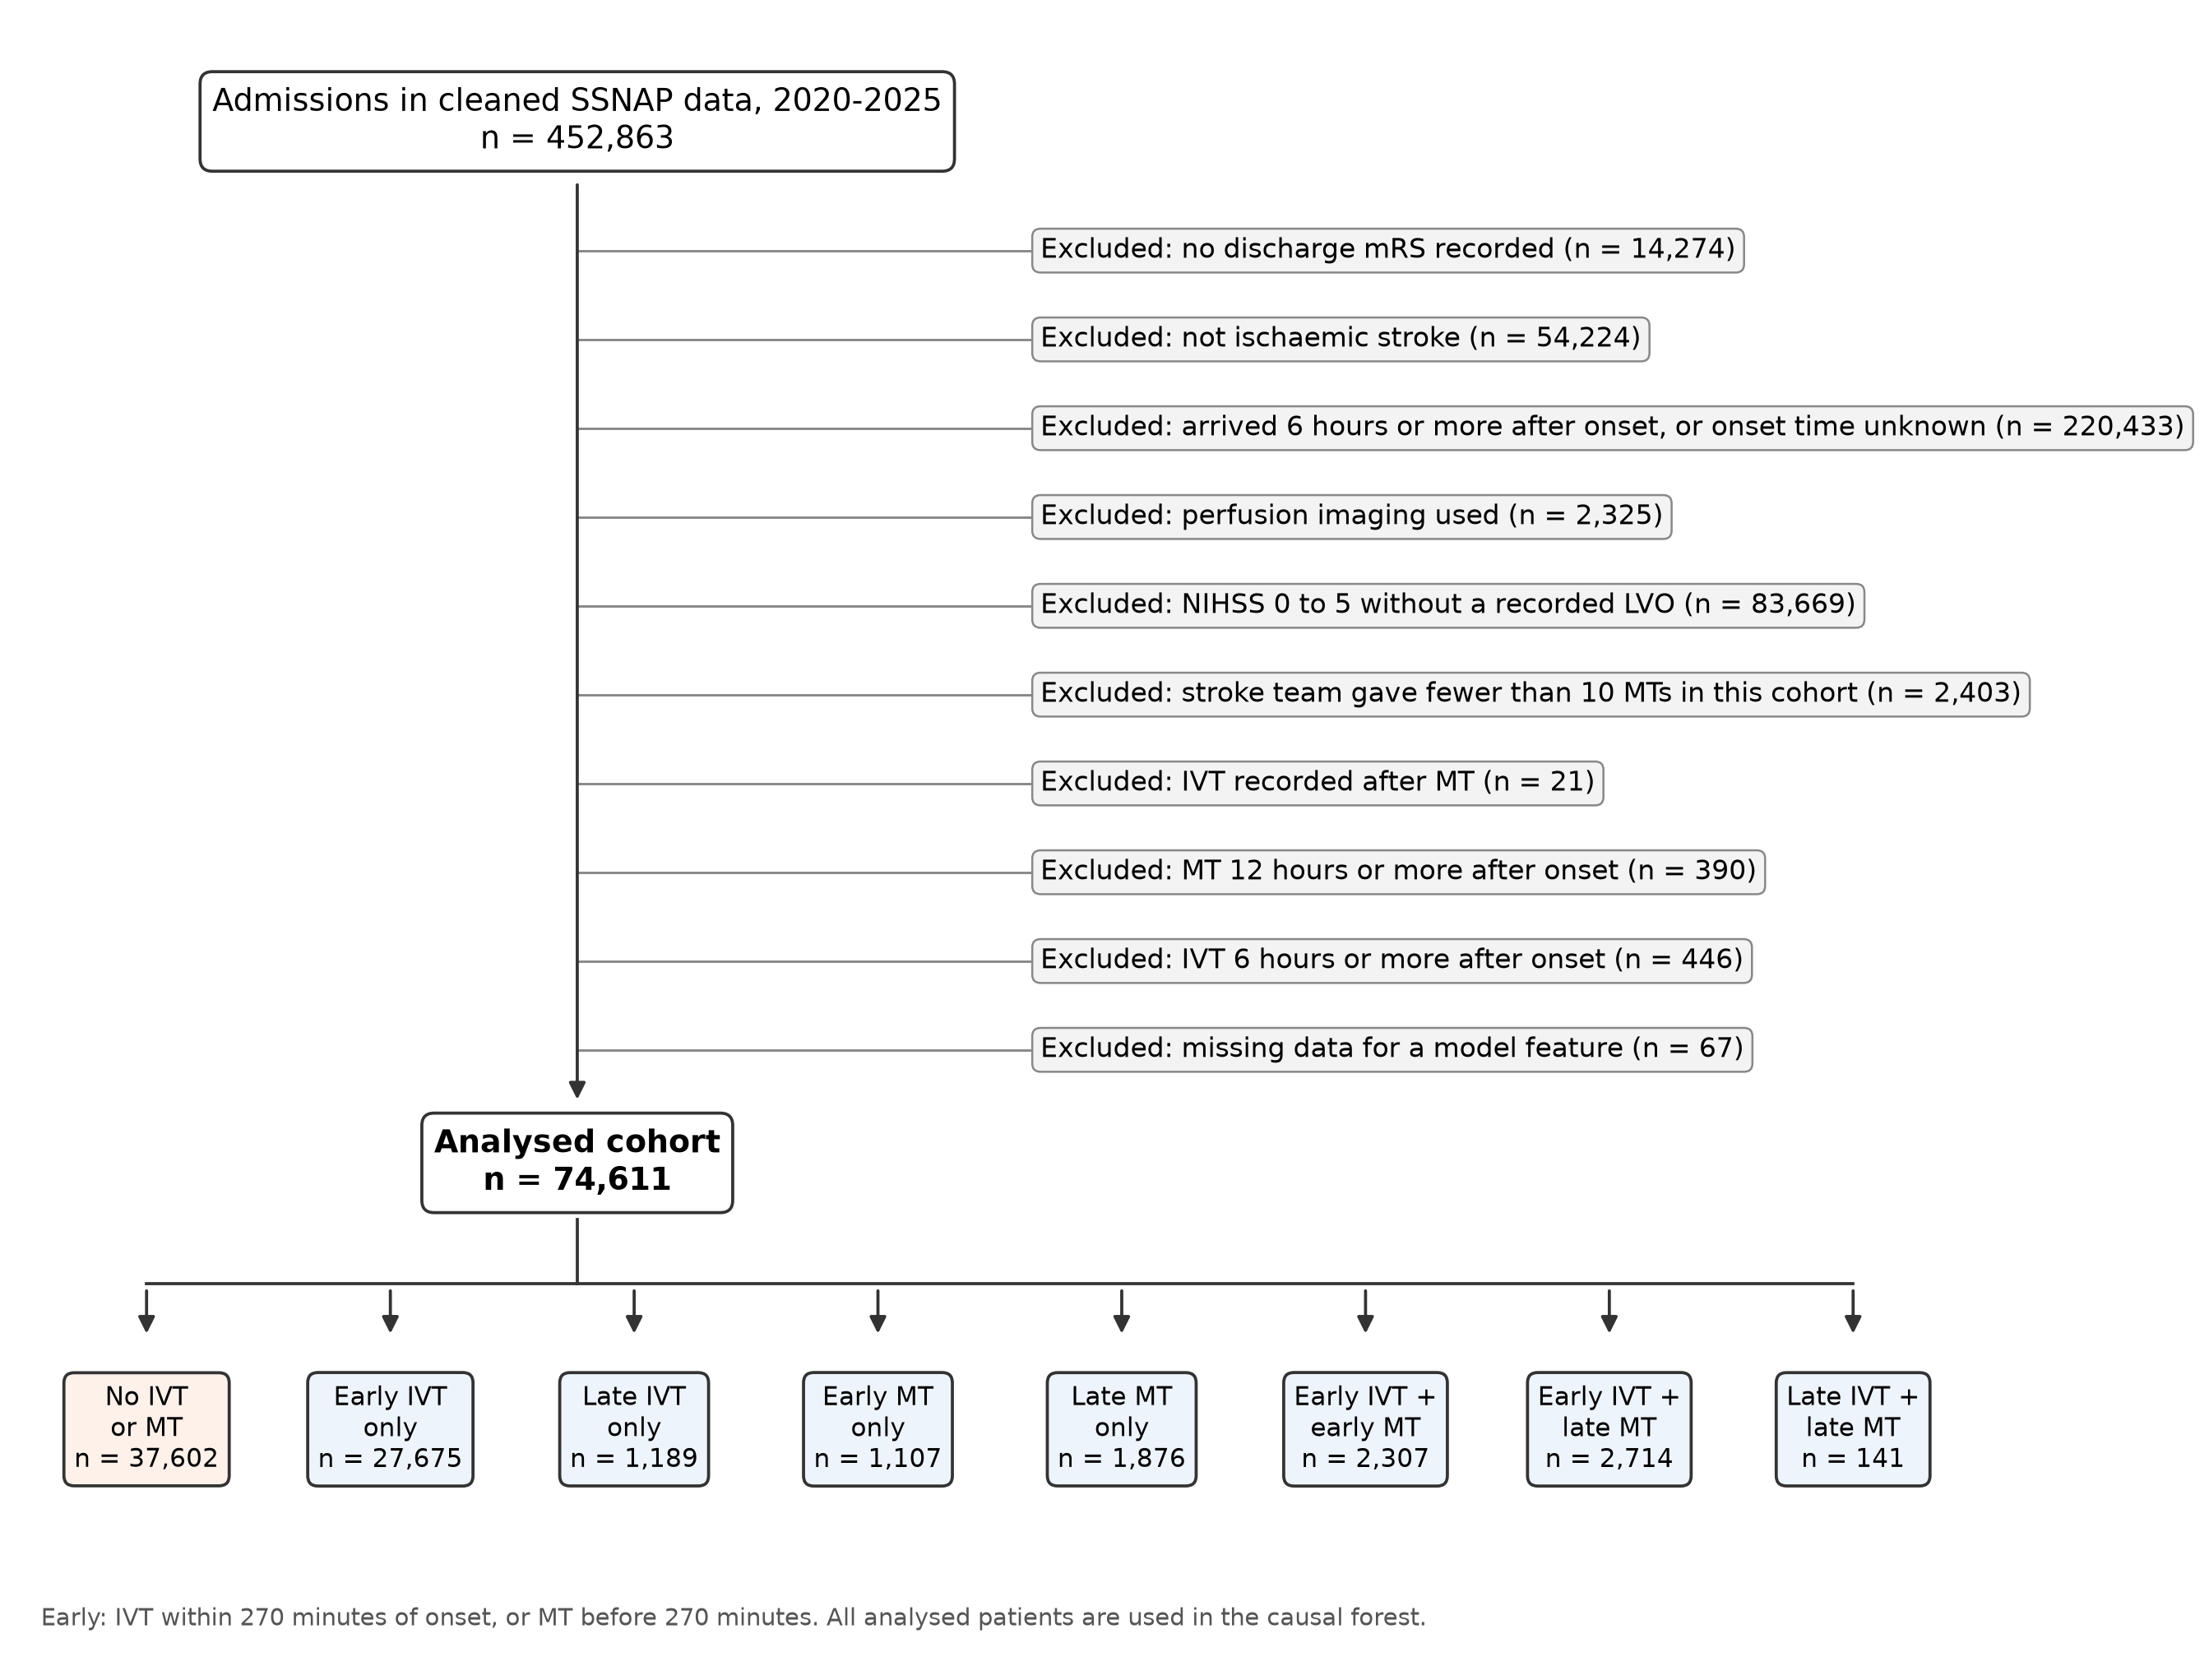 Admissions in cleaned SSNAP data, 2020-2025
n = 452,863
Excluded: no discharge mRS recorded (n = 14,274)
Excluded: not ischaemic stroke (n = 54,224)
Excluded: arrived 6 hours or more after onset, or onset time unknown (n = 220,433)
Excluded: perfusion imaging used (n = 2,325)
Excluded: NIHSS 0 to 5 without a recorded LVO (n = 83,669)
Excluded: stroke team gave fewer than 10 MTs in this cohort (n = 2,403)
Excluded: IVT recorded after MT (n = 21)
Excluded: MT 12 hours or more after onset (n = 390)
Excluded: IVT 6 hours or more after onset (n = 446)
Excluded: missing data for a model feature (n = 67)
Analysed cohort
n = 74,611
No IVT
or MT
n = 37,602
Early IVT
only
n = 27,675
Late IVT
only
n = 1,189
Early MT
only
n = 1,107
Late MT
only
n = 1,876
Early IVT +
early MT
n = 2,307
Early IVT +
late MT
n = 2,714
Late IVT +
late MT
n = 141
Early: IVT within 270 minutes of onset, or MT before 270 minutes. All analysed patients are used in the causal forest.